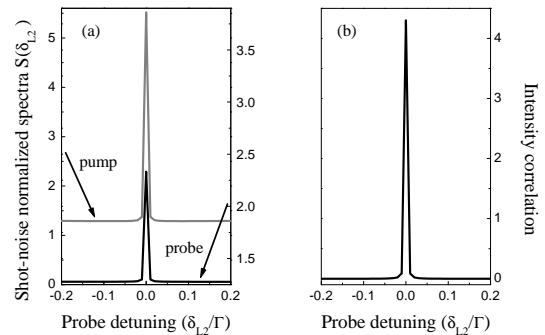 (a)
(b)
Shot-noise normalized spectra S(δL2)
5
4
3
2
1
0
3.5
3.0
2.5
2.0
1.5
pump
probe
-0.2 -0.1 0.0 0.1 0.2
Probe detuning (δL2/Γ)
4
3
2
1
0
Intensity correlation
-0.2 -0.1 0.0 0.1 0.2
Probe detuning (δL2/Γ)